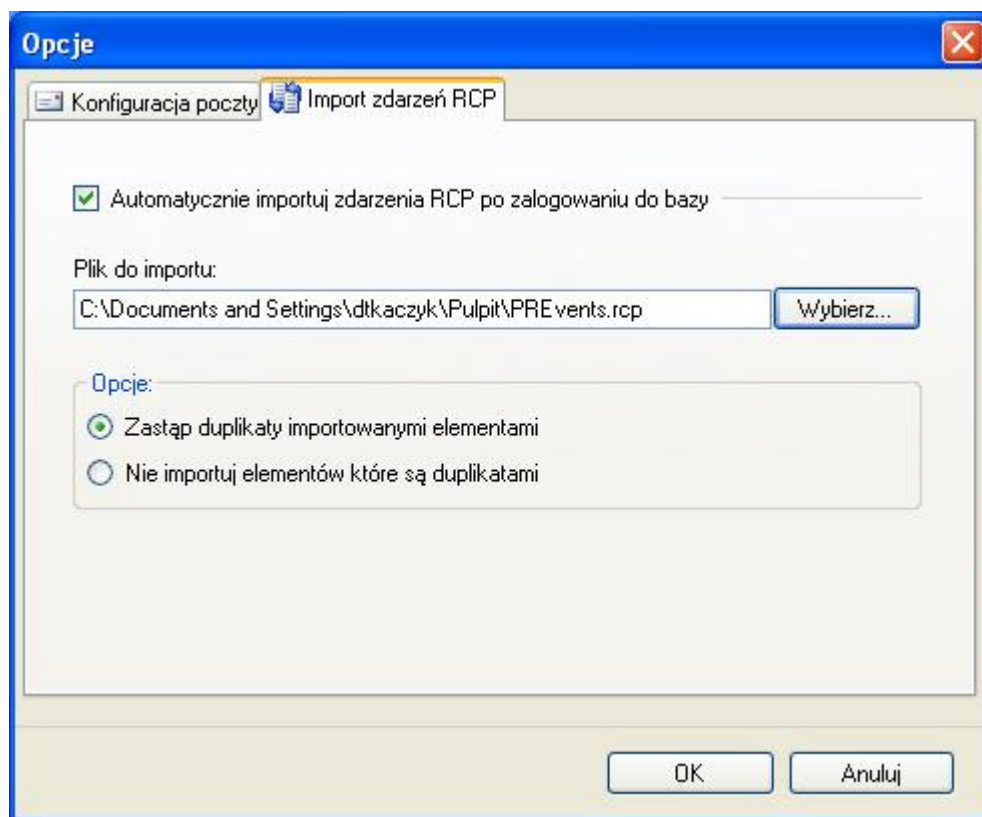 Opcje
Konfiguracja poczty
Import zdarzeń RCP
Automatycznie importuj zdarzenia RCP po zalogowaniu do bazy
Plik do importu:
C:\Documents and Settings\dtkaczyk\Pulpit\PREvents.rcp
Wybierz...
Opcje:
Zastąp duplikaty importowanymi elementami
Nie importuj elementów które są duplikatami
OK
Anuluj